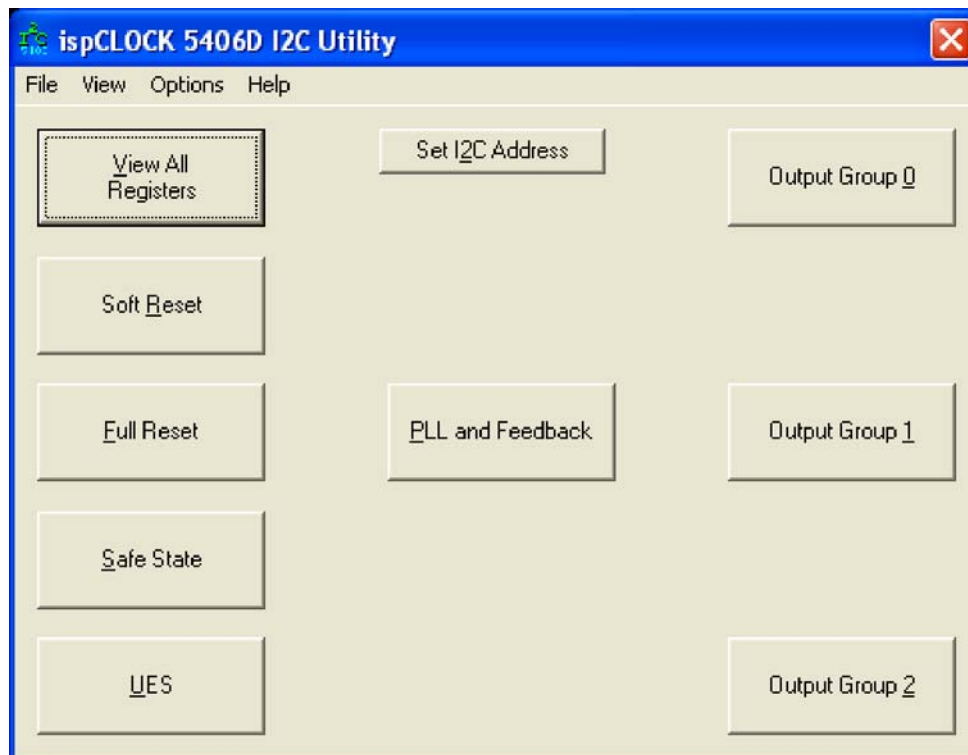 ispCLOCK 5406D I2C Utility
File View Options Help
View All
Registers
Set I2C Address
Output Group 0
Soft Reset
Full Reset
PLL and Feedback
Output Group 1
Safe State
UES
Output Group 2